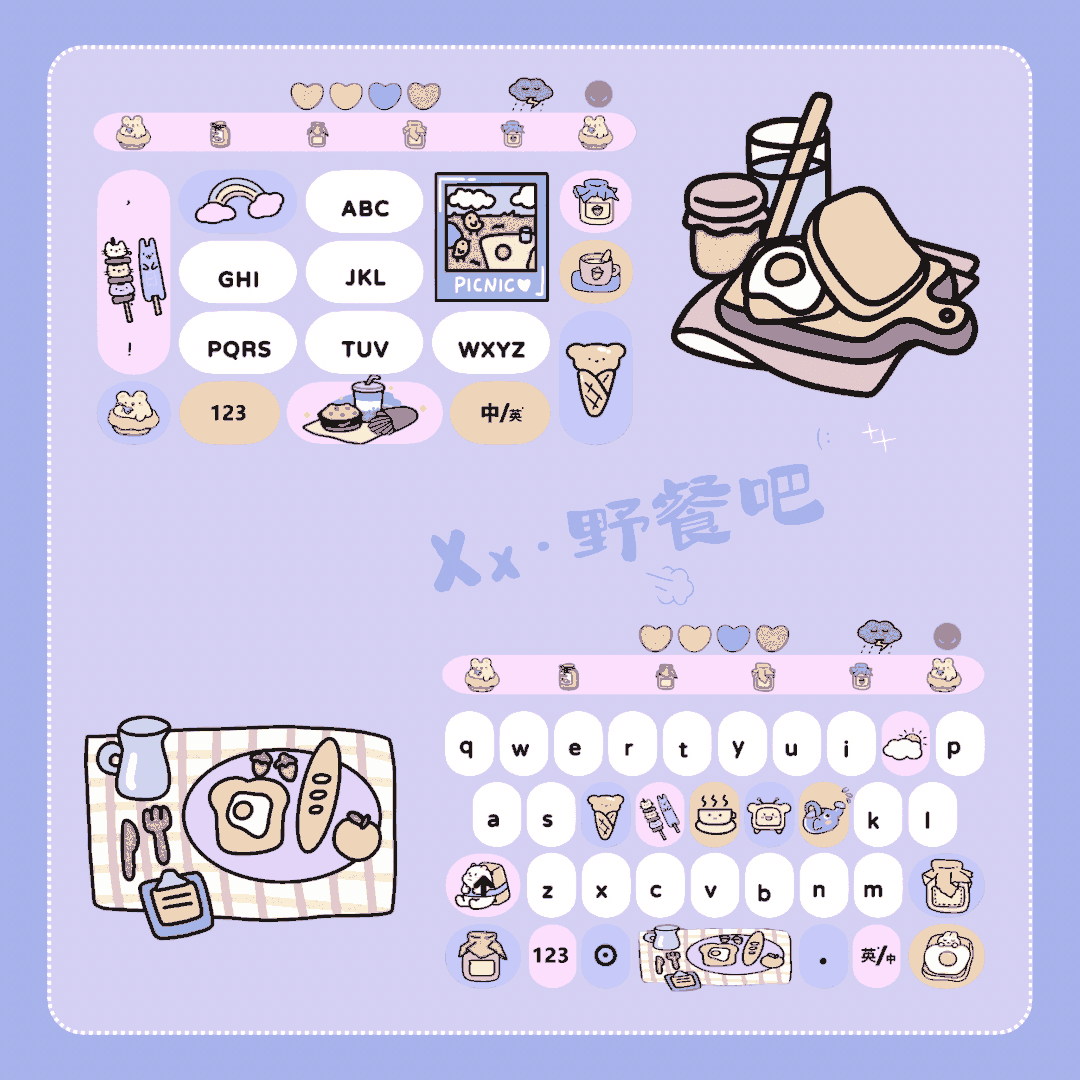 ,
ABC
GHI
JKL
PICNIC♥
!
PQRS
TUV
WXYZ
123
中/英
Xx·野餐吧
q w e r t y u i p
a s k l
z x c v b n m
123
.
英/中